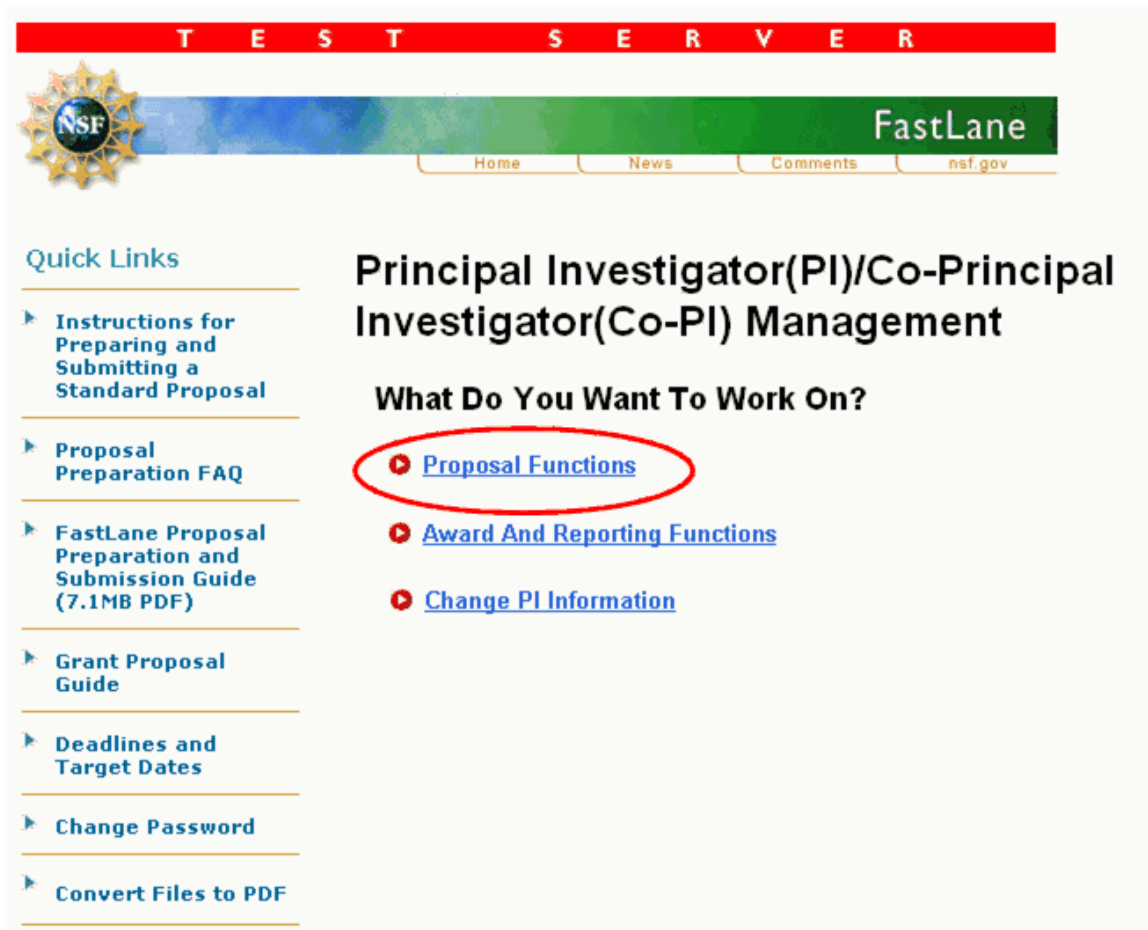 T E S T   S E R V E R
NSF
FastLane
Home News Comments nsf.gov
Quick Links
Instructions for
Preparing and
Submitting a
Standard Proposal
Proposal
Preparation FAQ
FastLane Proposal
Preparation and
Submission Guide
(7.1MB PDF)
Grant Proposal
Guide
Deadlines and
Target Dates
Change Password
Convert Files to PDF
Principal Investigator(PI)/Co-Principal
Investigator(Co-PI) Management
What Do You Want To Work On?
Proposal Functions
Award And Reporting Functions
Change PI Information